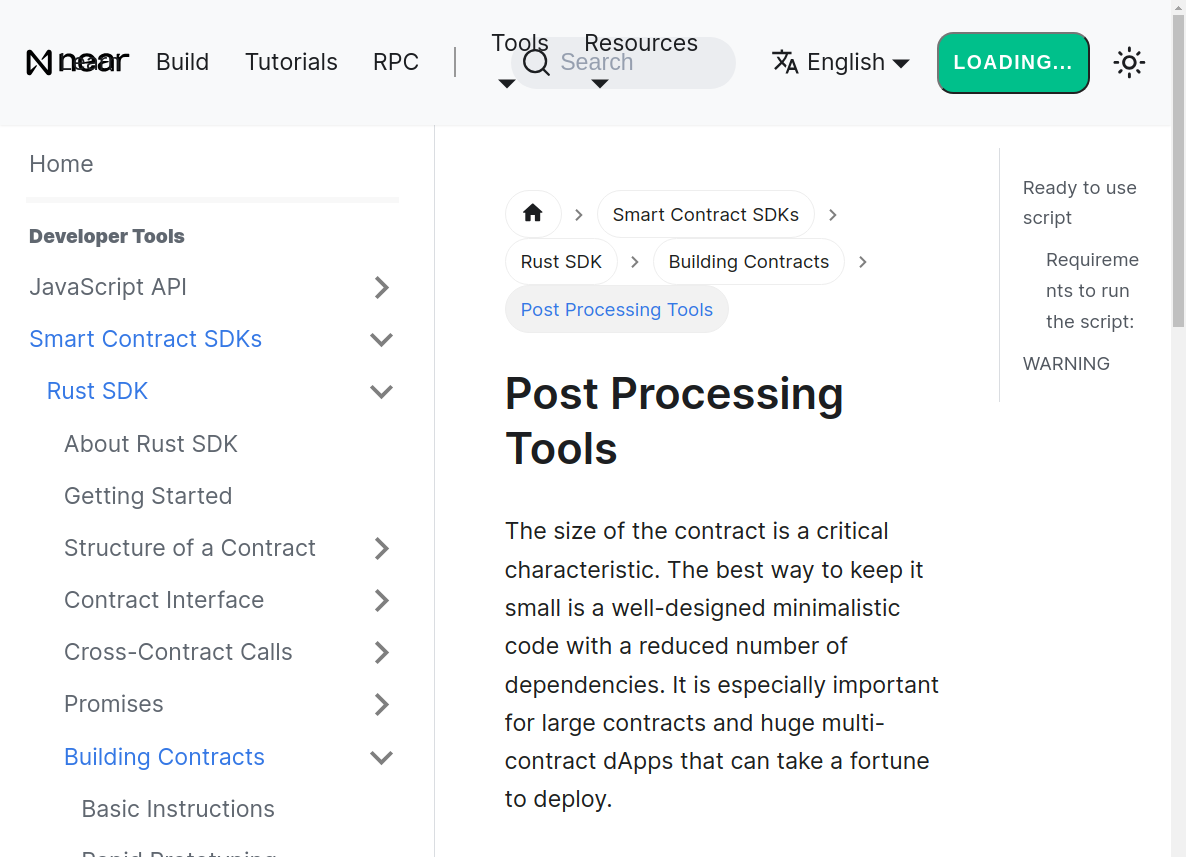 near
Learn
Build
Tutorials
RPC
Tools
Resources
Search
English
LOADING...
Home
Developer Tools
JavaScript API
Smart Contract SDKs
Rust SDK
About Rust SDK
Getting Started
Structure of a Contract
Contract Interface
Cross-Contract Calls
Promises
Building Contracts
Basic Instructions
Rapid Prototyping
Smart Contract SDKs
Rust SDK
Building Contracts
Post Processing Tools
Post Processing
Tools
The size of the contract is a critical
characteristic. The best way to keep it
small is a well-designed minimalistic
code with a reduced number of
dependencies. It is especially important
for large contracts and huge multi-
contract dApps that can take a fortune
to deploy.
Ready to use
script
Requireme
nts to run
the script:
WARNING